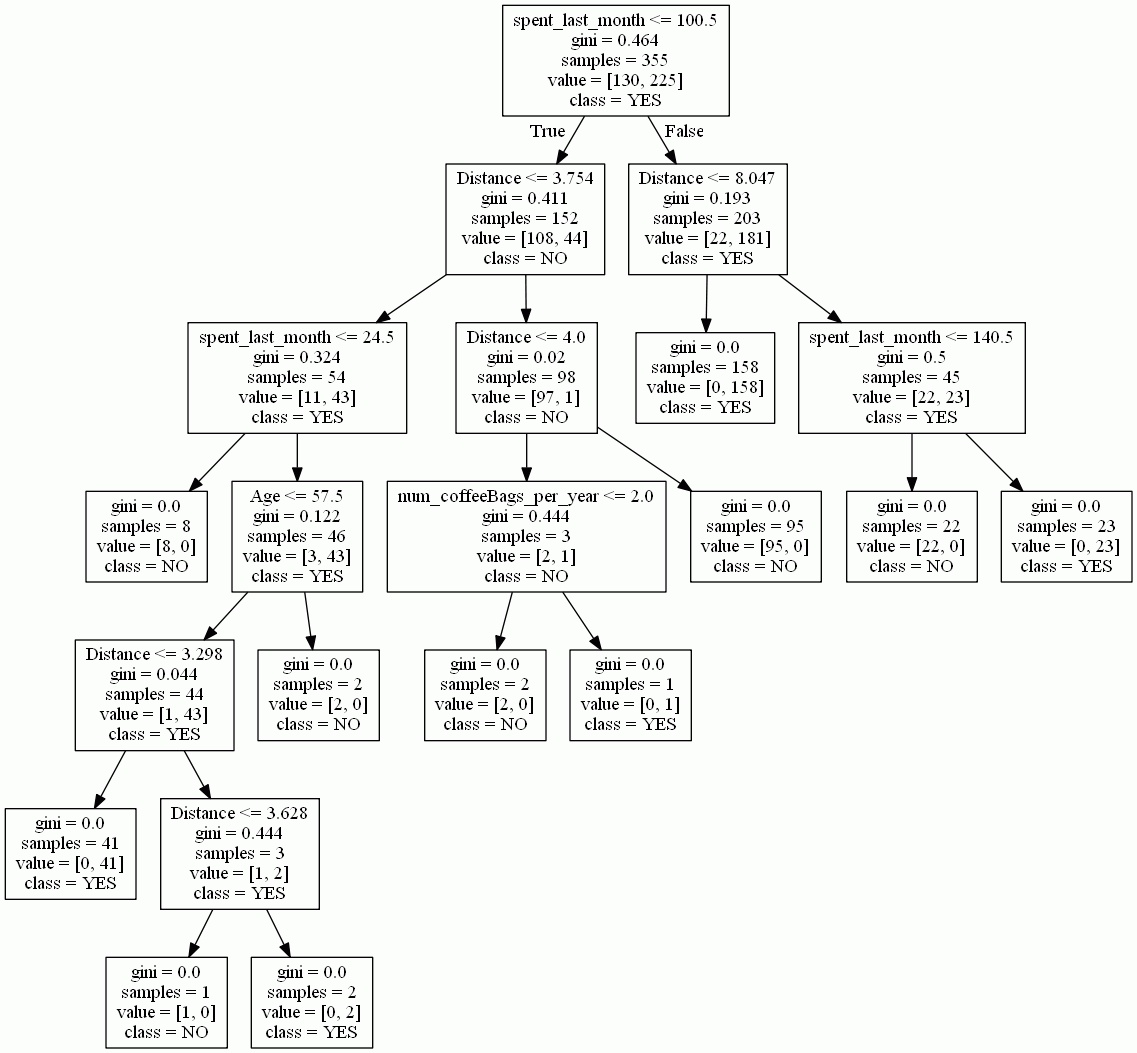 spent_last_month <= 100.5
gini = 0.464
samples = 355
value = [130, 225]
class = YES
True
False
Distance <= 3.754
gini = 0.411
samples = 152
value = [108, 44]
class = NO
Distance <= 8.047
gini = 0.193
samples = 203
value = [22, 181]
class = YES
spent_last_month <= 24.5
gini = 0.324
samples = 54
value = [11, 43]
class = YES
Distance <= 4.0
gini = 0.02
samples = 98
value = [97, 1]
class = NO
gini = 0.0
samples = 158
value = [0, 158]
class = YES
spent_last_month <= 140.5
gini = 0.5
samples = 45
value = [22, 23]
class = YES
gini = 0.0
samples = 8
value = [8, 0]
class = NO
Age <= 57.5
gini = 0.122
samples = 46
value = [3, 43]
class = YES
num_coffeeBags_per_year <= 2.0
gini = 0.444
samples = 3
value = [2, 1]
class = NO
gini = 0.0
samples = 95
value = [95, 0]
class = NO
gini = 0.0
samples = 22
value = [22, 0]
class = NO
gini = 0.0
samples = 23
value = [0, 23]
class = YES
Distance <= 3.298
gini = 0.044
samples = 44
value = [1, 43]
class = YES
gini = 0.0
samples = 2
value = [2, 0]
class = NO
gini = 0.0
samples = 2
value = [2, 0]
class = NO
gini = 0.0
samples = 1
value = [0, 1]
class = YES
gini = 0.0
samples = 41
value = [0, 41]
class = YES
Distance <= 3.628
gini = 0.444
samples = 3
value = [1, 2]
class = YES
gini = 0.0
samples = 1
value = [1, 0]
class = NO
gini = 0.0
samples = 2
value = [0, 2]
class = YES